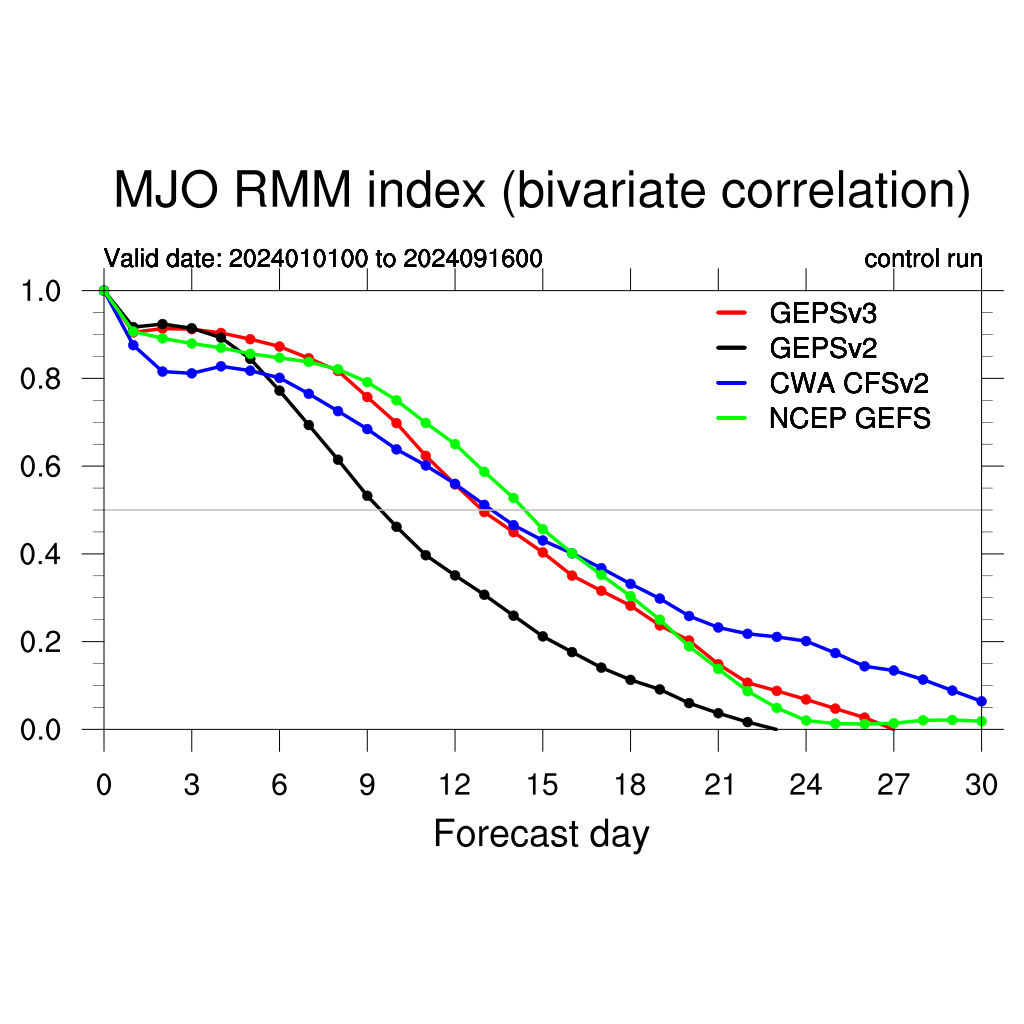 MJO RMM index (bivariate correlation)
Valid date: 2024010100 to 2024091600
control run
1.0
0.8
0.6
0.4
0.2
0.0
GEPSv3
GEPSv2
CWA CFSv2
NCEP GEFS
0 3 6 9 12 15 18 21 24 27 30
Forecast day